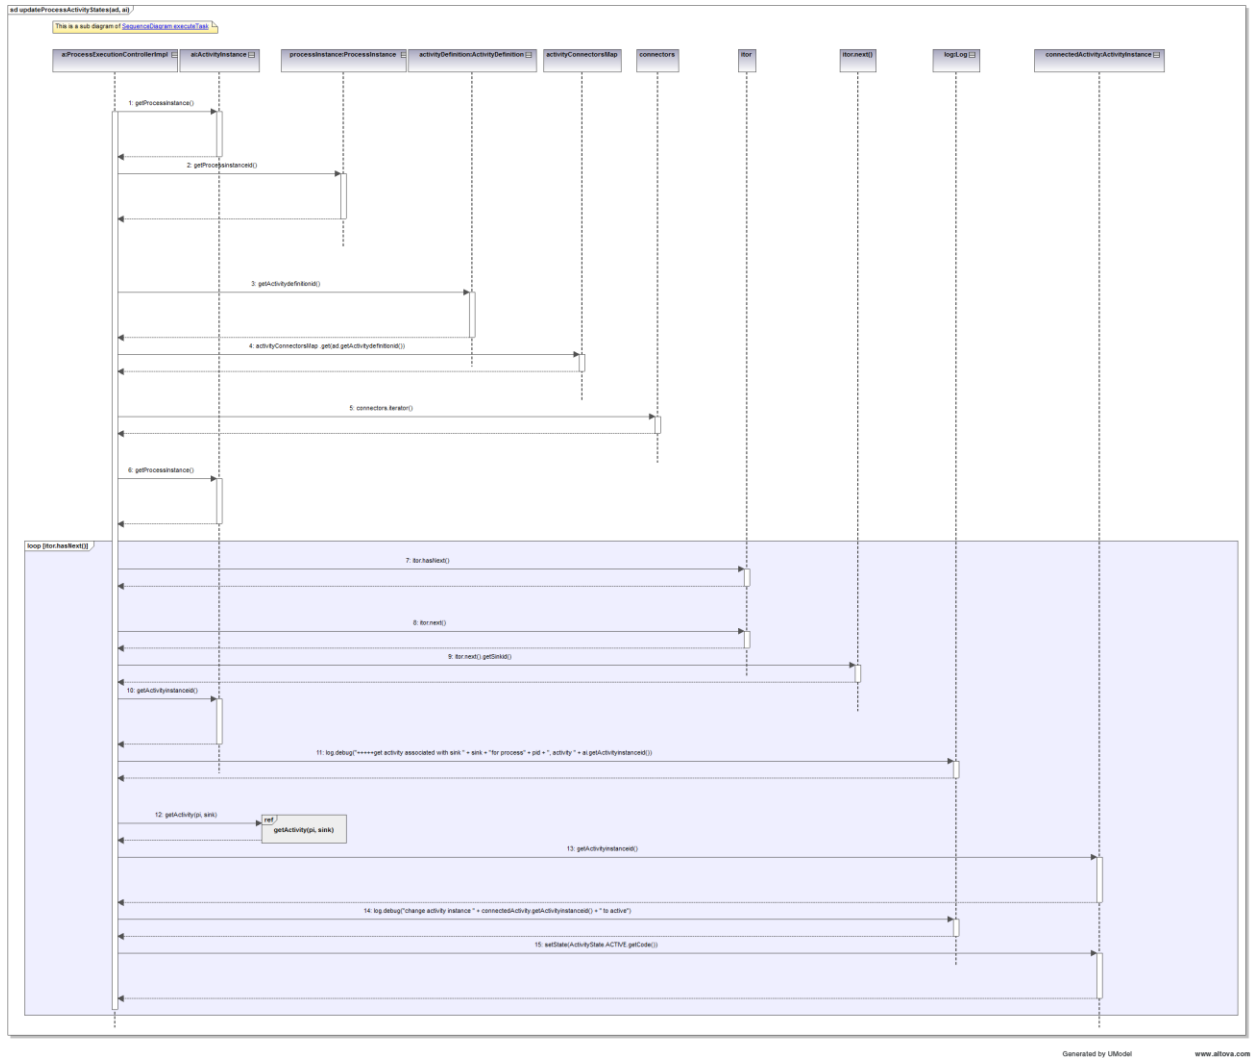 sd updateProcessActivityStates(ad, ai)
This is a sub diagram of SequenceDiagram executeTask
a:ProcessExecutionControllerImpl
ai:ActivityInstance
processInstance:ProcessInstance
activityDefinition:ActivityDefinition
activityConnectorsMap
connectors
itor
itor.next()
log:Log
connectedActivity:ActivityInstance
1: getProcessinstance()
2: getProcessinstanceid()
3: getActivitydefinitionid()
4: activityConnectorsMap .get(ad.getActivitydefinitionid())
5: connectors.iterator()
6: getProcessinstance()
loop [itor.hasNext()]
7: itor.hasNext()
8: itor.next()
9: itor.next().getSinkid()
10: getActivityinstanceid()
11: log.debug("+++++get activity associated with sink " + sink + "for process" + pid + ", activity " + ai.getActivityinstanceid())
12: getActivity(pi, sink)
ref
getActivity(pi, sink)
13: getActivityinstanceid()
14: log.debug("change activity instance " + connectedActivity.getActivityinstanceid() + " to active")
15: setState(ActivityState.ACTIVE.getCode())
Generated by UModel
www.altova.com